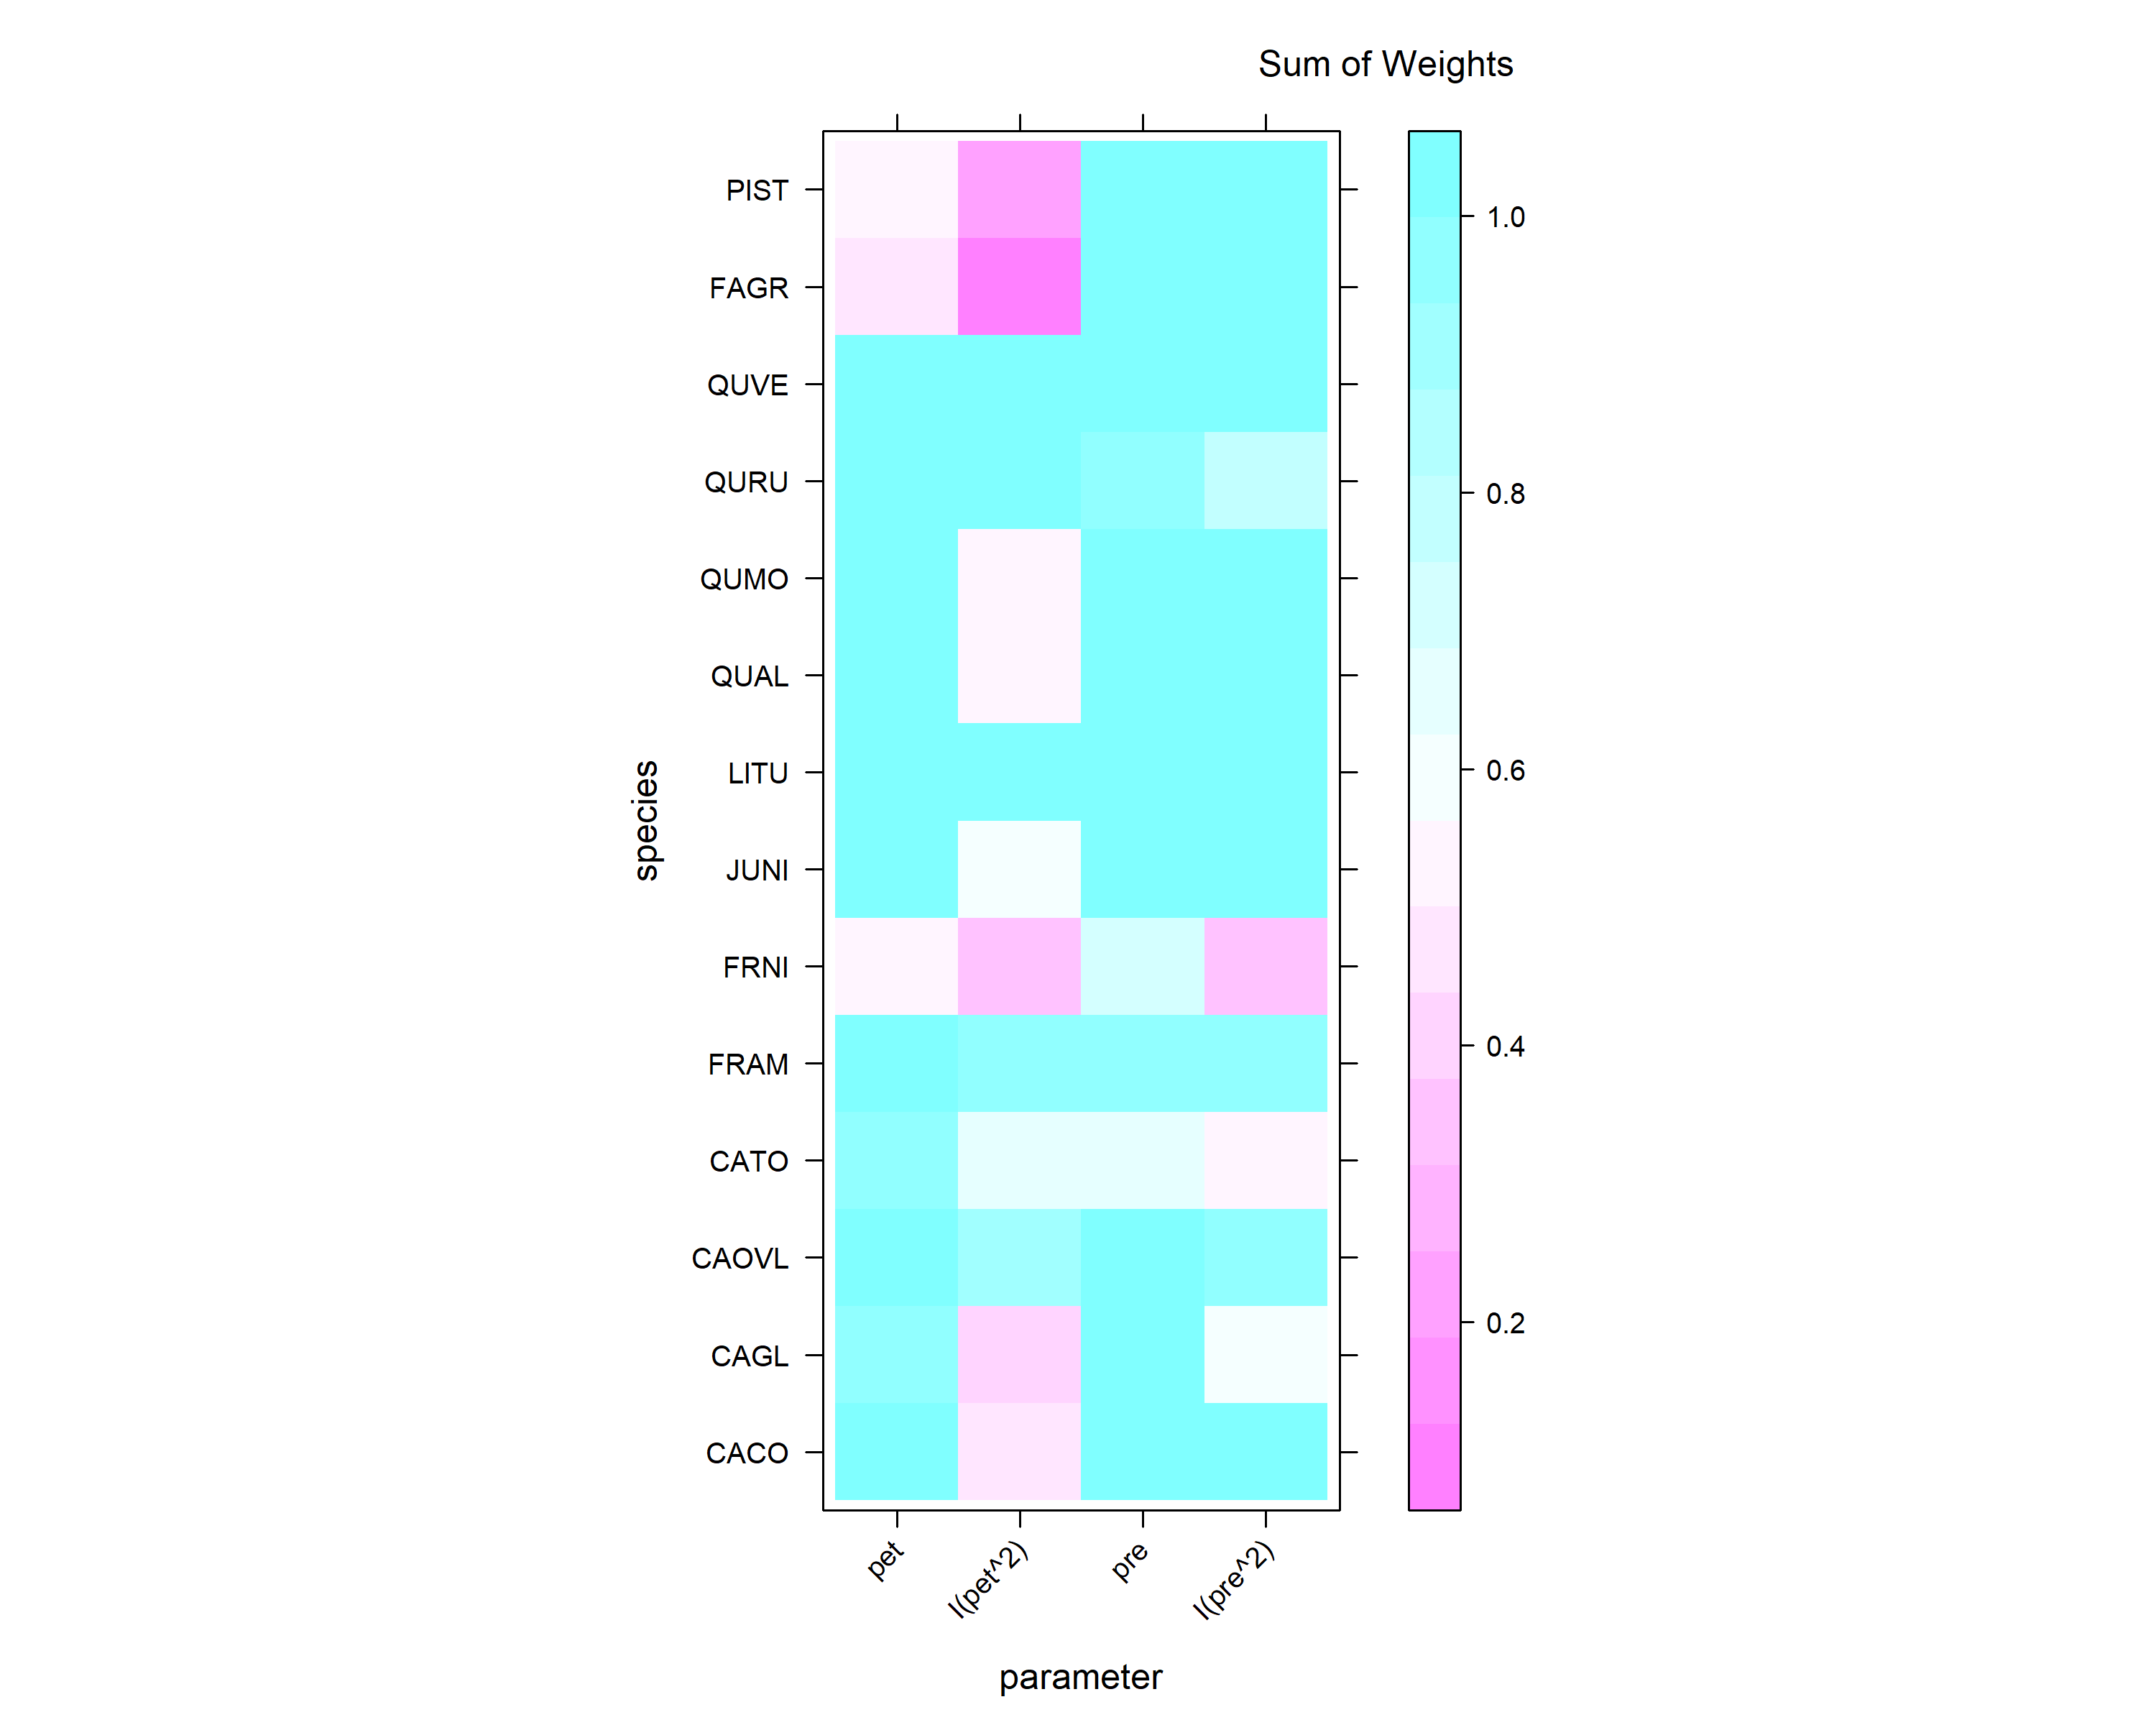 Sum of Weights
PIST
FAGR
QUVE
QURU
QUMO
QUAL
LITU
JUNI
FRNI
FRAM
CATO
CAOVL
CAGL
CACO
species
1.0
0.8
0.6
0.4
0.2
pet
I(pet^2)
pre
I(pre^2)
parameter